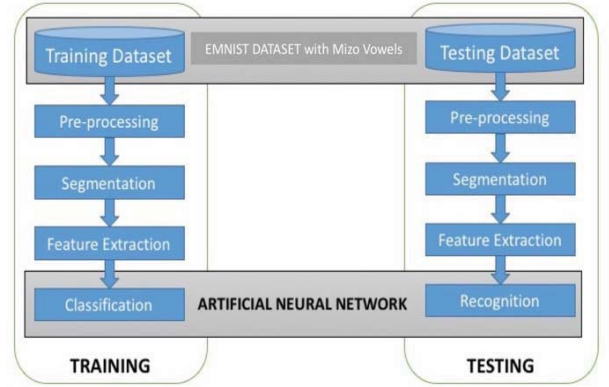 Training Dataset
EMNIST DATASET with Mizo Vowels
Testing Dataset
Pre-processing
Pre-processing
Segmentation
Segmentation
Feature Extraction
Feature Extraction
Classification
ARTIFICIAL NEURAL NETWORK
Recognition
TRAINING
TESTING